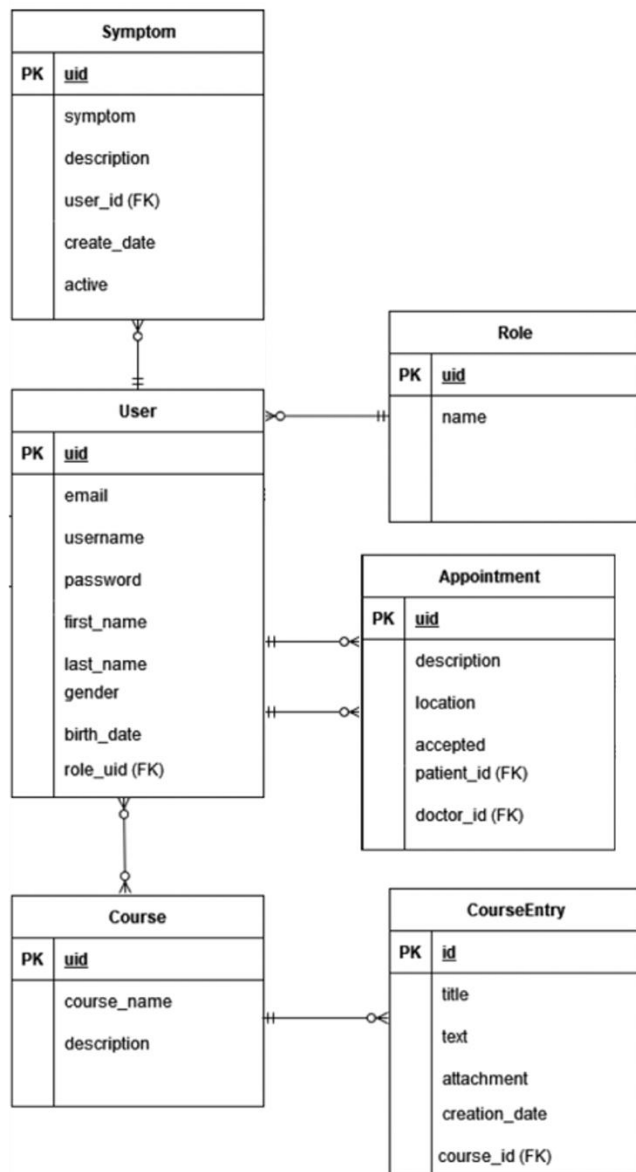 Symptom
PK uid
symptom
description
user_id (FK)
create_date
active
Role
PK uid
name
User
PK uid
email
username
password
first_name
last_name
gender
birth_date
role_uid (FK)
Appointment
PK uid
description
location
accepted
patient_id (FK)
doctor_id (FK)
Course
PK uid
course_name
description
CourseEntry
PK id
title
text
attachment
creation_date
course_id (FK)